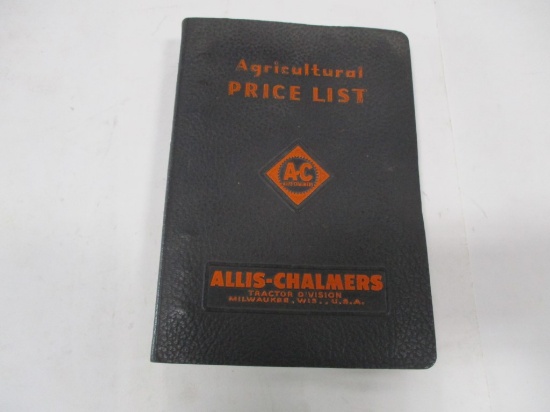 Agricultural
PRICE LIST
A-C
ALLIS-CHALMERS
TRACTOR DIVISION
MILWAUKEE, WIS., U.S.A.